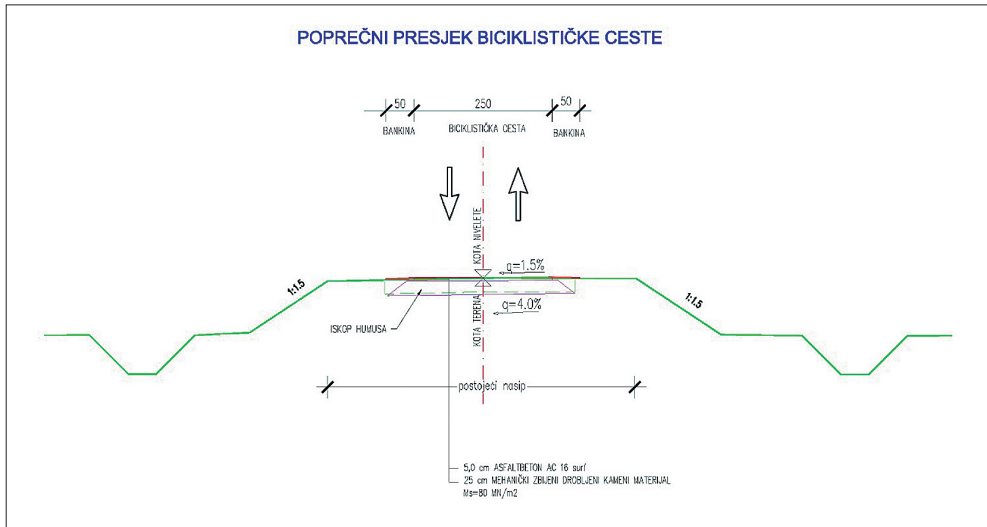 POPREČNI PRESJEK BICIKLISTIČKE CESTE
50 250 50
BANKINA BICIKLISTIČKA CESTA BANKINA
KOTA NIVELETE
q=1.5%
1:1.5
1:1.5
q=4.0%
ISKOP HUMUSA
KOTA TERENA
postojeći nasip
5,0 cm ASFALTBETON AC 16 surf
25 cm MEHANIČKI ZBIJENI DROBLJENI KAMENI MATERIJAL
Ms=80 MN/m2